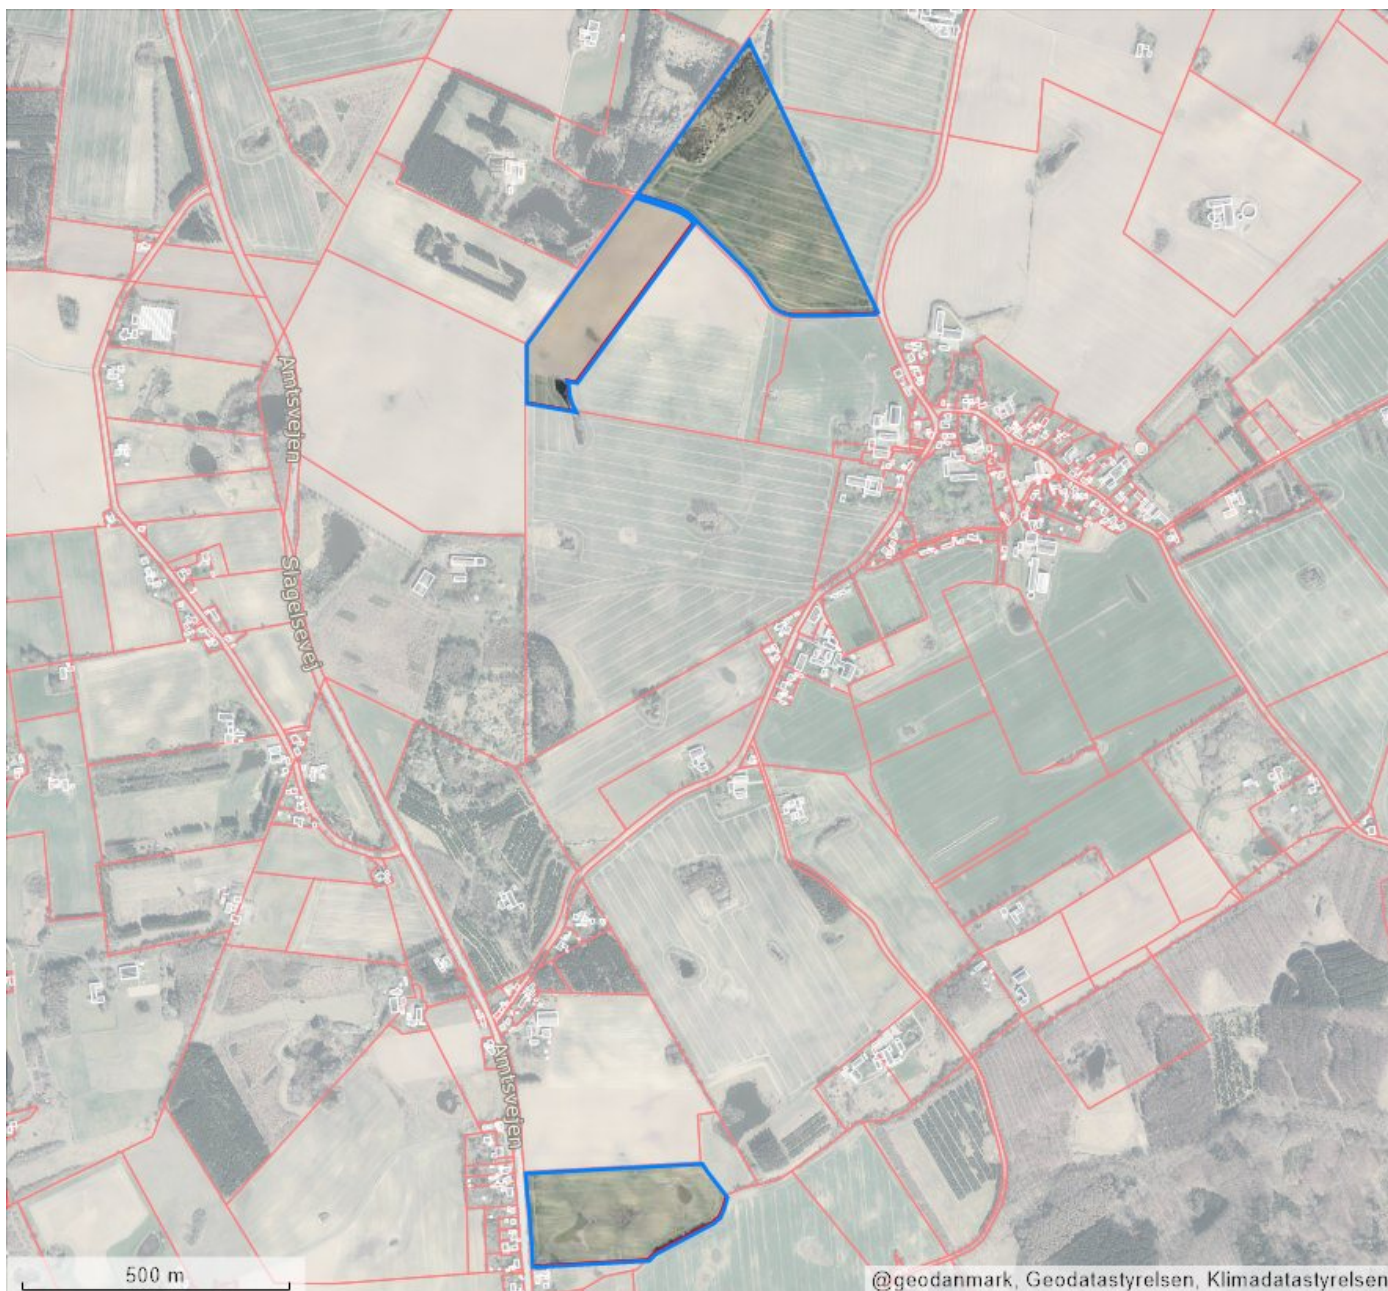 Amtsvejen
Slagelsevej
Amtsvejen
500 m
@geodanmark, Geodatastyrelsen, Klimadatastyrelsen